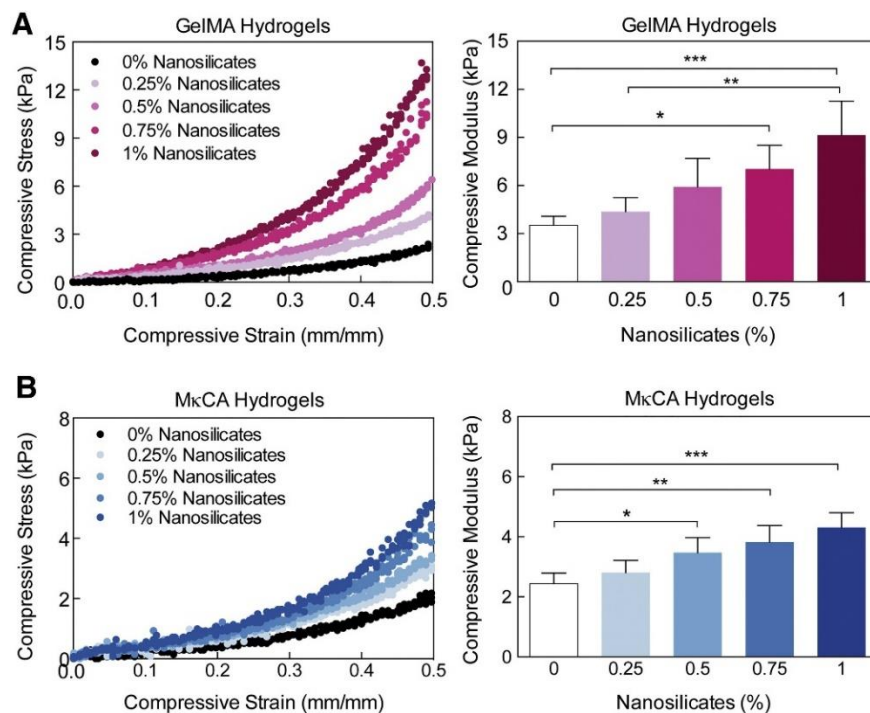 A
GelMA Hydrogels
15
12
9
6
3
0
Compressive Stress (kPa)
0% Nanosilicates
0.25% Nanosilicates
0.5% Nanosilicates
0.75% Nanosilicates
1% Nanosilicates
0.0 0.1 0.2 0.3 0.4 0.5
Compressive Strain (mm/mm)
GelMA Hydrogels
15
12
9
6
3
0
Compressive Modulus (kPa)
***
**
*
0 0.25 0.5 0.75 1
Nanosilicates (%)
B
MκCA Hydrogels
8
6
4
2
0
Compressive Stress (kPa)
0% Nanosilicates
0.25% Nanosilicates
0.5% Nanosilicates
0.75% Nanosilicates
1% Nanosilicates
0.0 0.1 0.2 0.3 0.4 0.5
Compressive Strain (mm/mm)
MκCA Hydrogels
8
6
4
2
0
Compressive Modulus (kPa)
***
**
*
0 0.25 0.5 0.75 1
Nanosilicates (%)